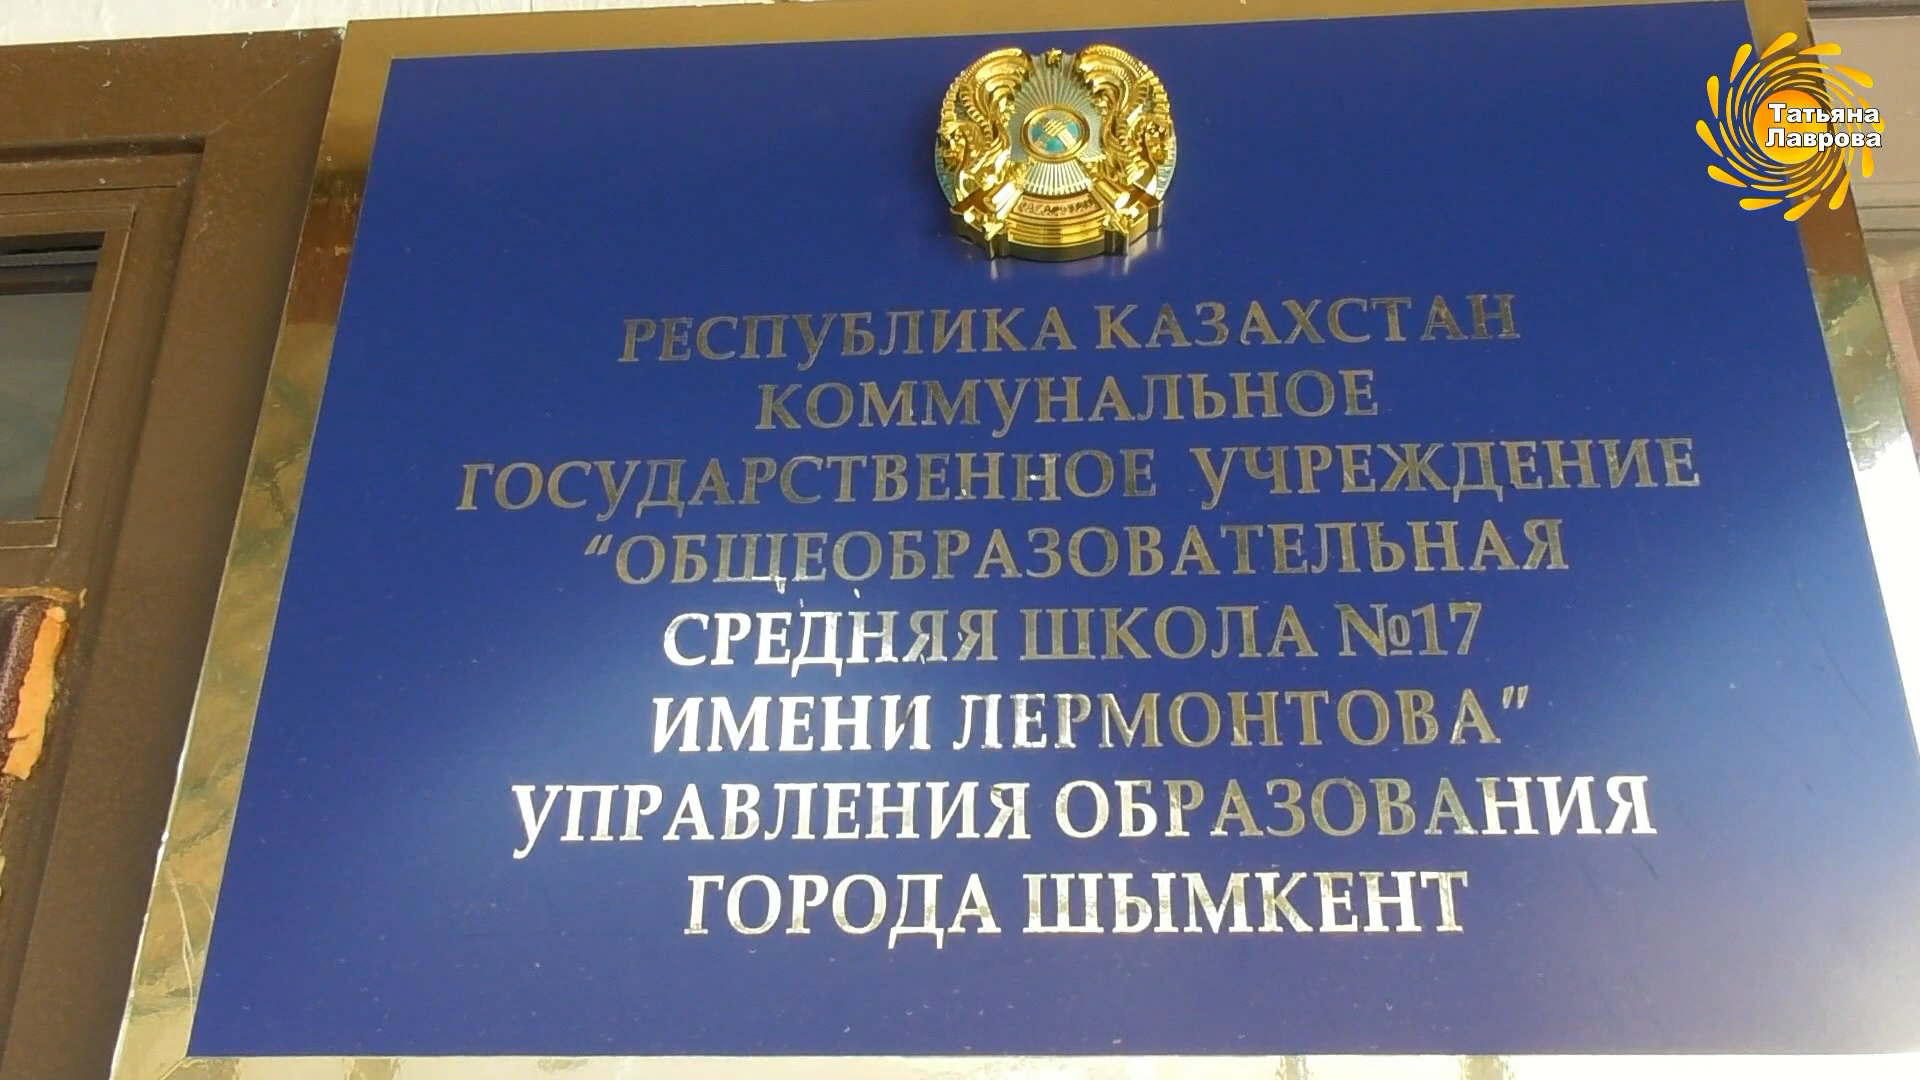 Татьяна
Лаврова
РЕСПУБЛИКА КАЗАХСТАН
КОММУНАЛЬНОЕ
ГОСУДАРСТВЕННОЕ УЧРЕЖДЕНИЕ
“ОБЩЕОБРАЗОВАТЕЛЬНАЯ
СРЕДНЯЯ ШКОЛА №17
ИМЕНИ ЛЕРМОНТОВА”
УПРАВЛЕНИЯ ОБРАЗОВАНИЯ
ГОРОДА ШЫМКЕНТ